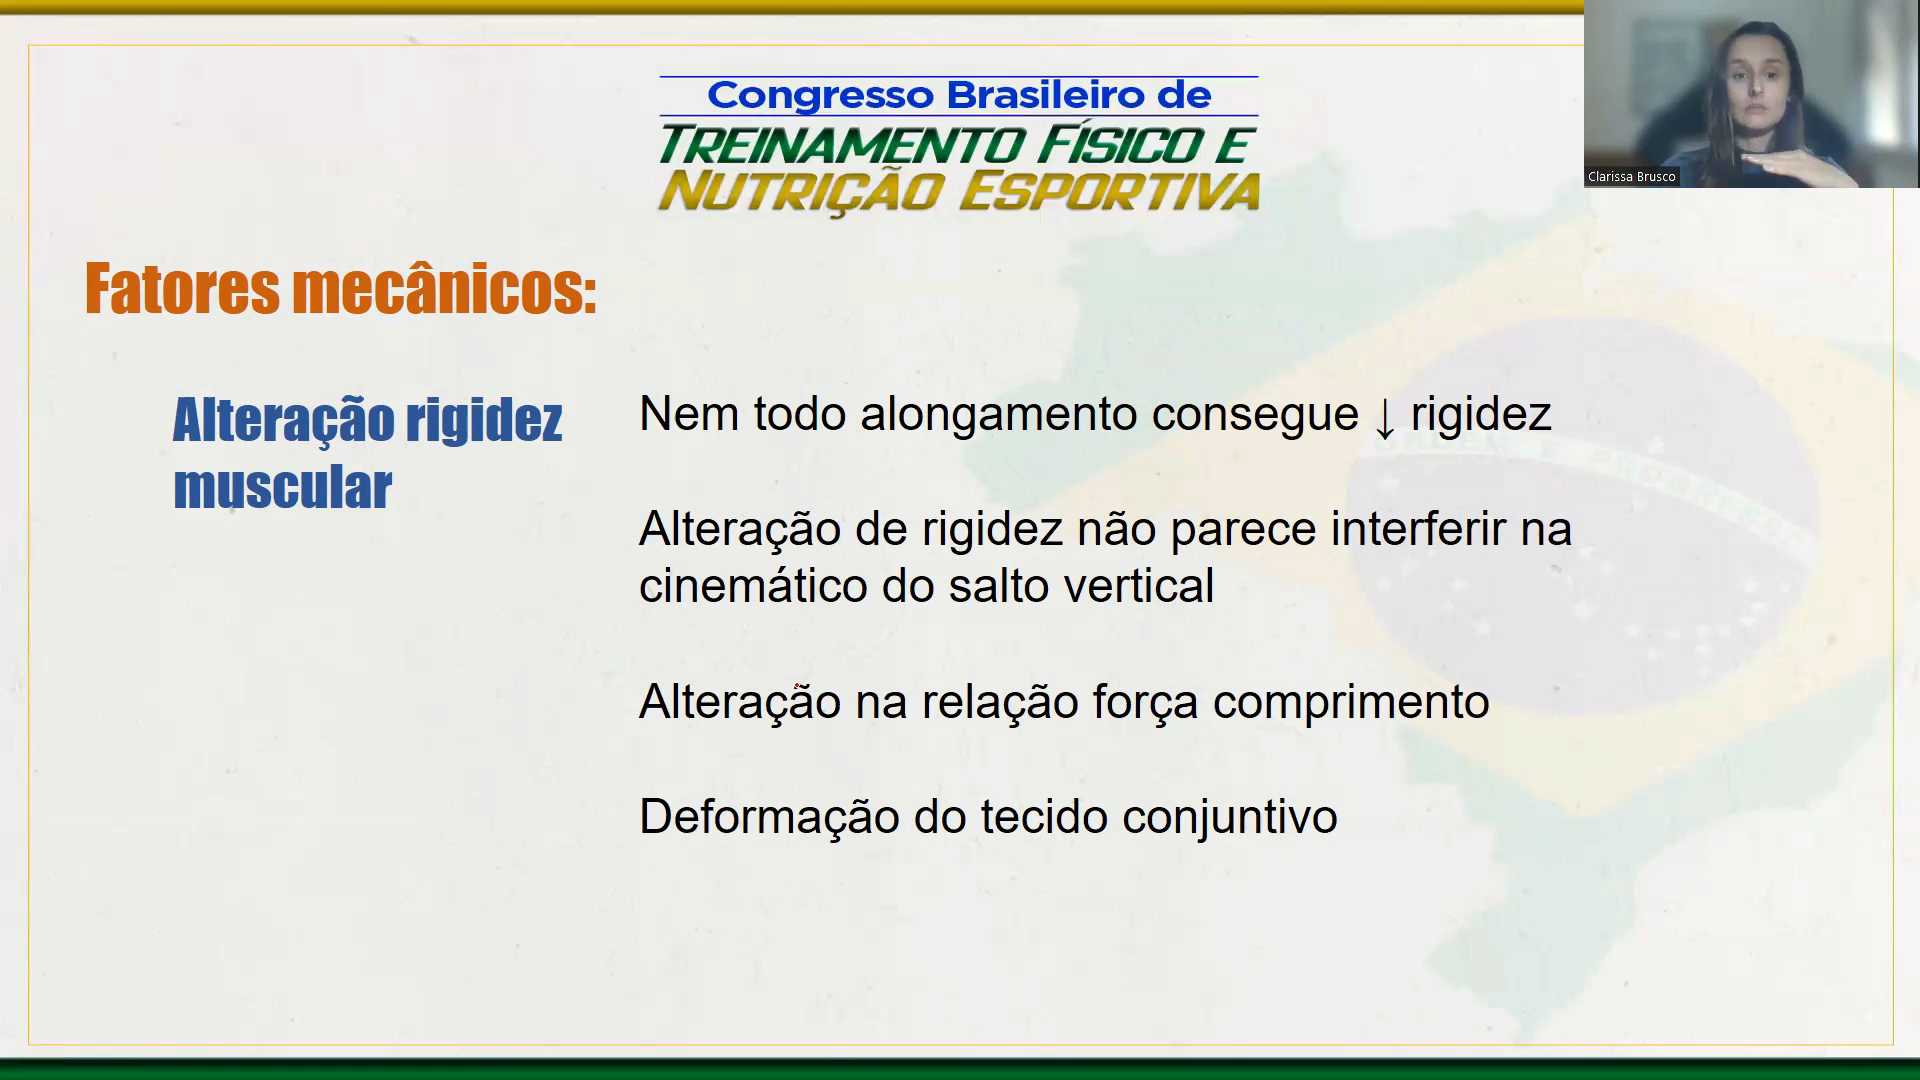 Congresso Brasileiro de
TREINAMENTO FÍSICO E
NUTRIÇÃO ESPORTIVA
Clarissa Brusco
Fatores mecânicos:
Alteração rigidez
muscular
Nem todo alongamento consegue ↓ rigidez
Alteração de rigidez não parece interferir na
cinemático do salto vertical
Alteração na relação força comprimento
Deformação do tecido conjuntivo